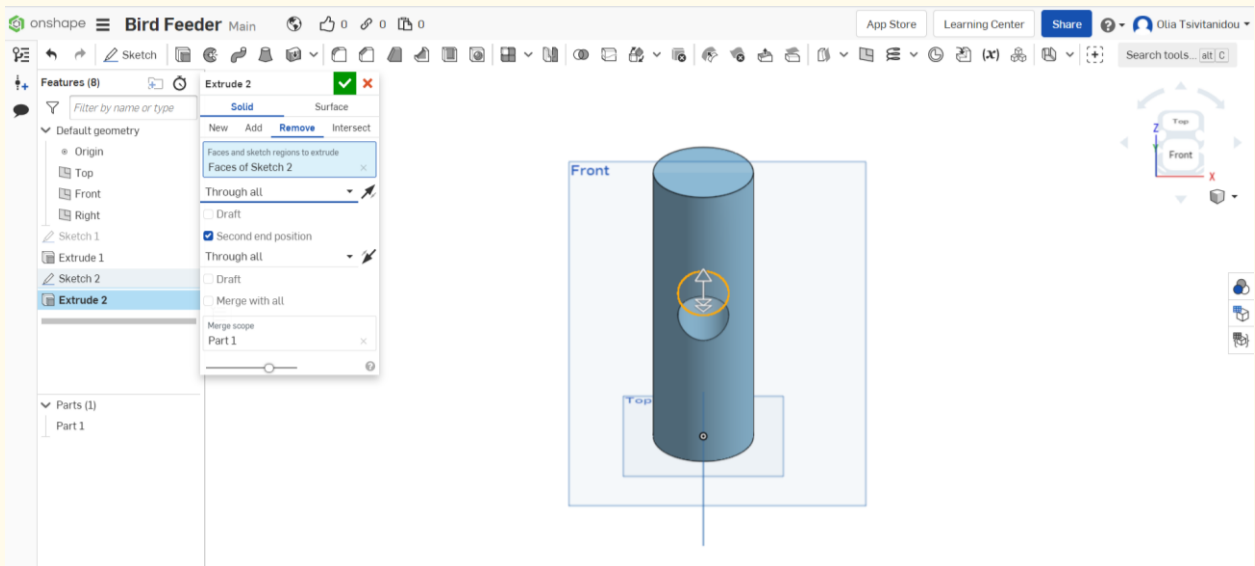 onshape Bird Feeder Main 0 0 0 App Store Learning Center Share Olia Tsivitanidou
Sketch (x) Search tools... alt C
Features (8)
Filter by name or type
Default geometry
Origin
Top
Front
Right
Sketch 1
Extrude 1
Sketch 2
Extrude 2
Parts (1)
Part 1
Extrude 2
Solid Surface
New Add Remove Intersect
Faces and sketch regions to extrude
Faces of Sketch 2
Through all
Draft
Second end position
Through all
Draft
Merge with all
Merge scope
Part 1
Front
Top
Top
Z
Y
Front
X